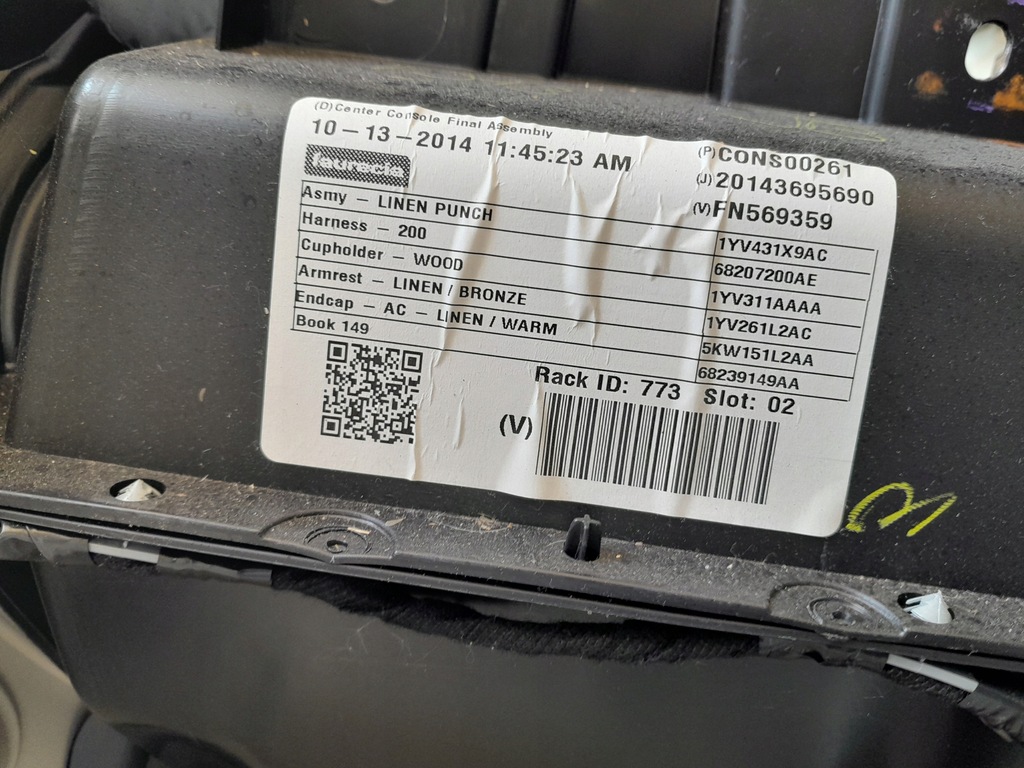 (D)Center Console Final Assembly
10-13-2014 11:45:23 AM
(P)CONS00261
faurecia
(J)20143695690
(V)FN569359
Asmy - LINEN PUNCH 1YV431X9AC
Harness - 200 68207200AE
Cupholder - WOOD 1YV311AAAA
Armrest - LINEN / BRONZE 1YV261L2AC
Endcap - AC - LINEN / WARM 5KW151L2AA
Book 149 68239149AA
Rack ID: 773 Slot: 02
(V)